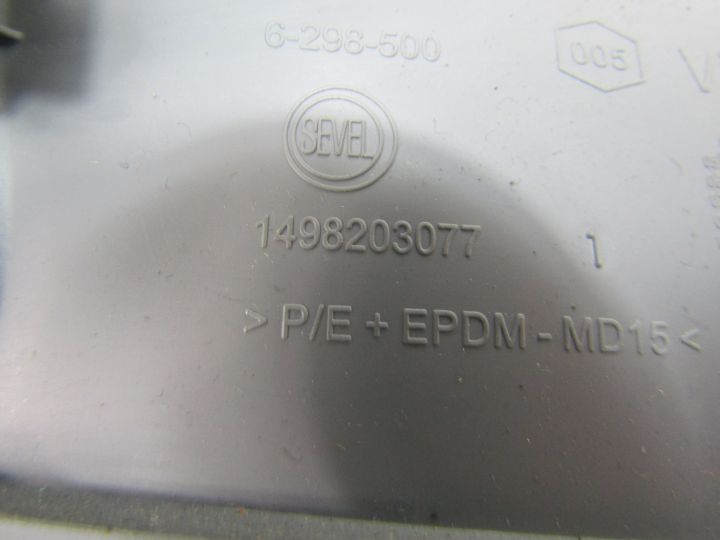 6-298-500
005
SEVEL
1498203077 1
> P/E + EPDM - MD15 <